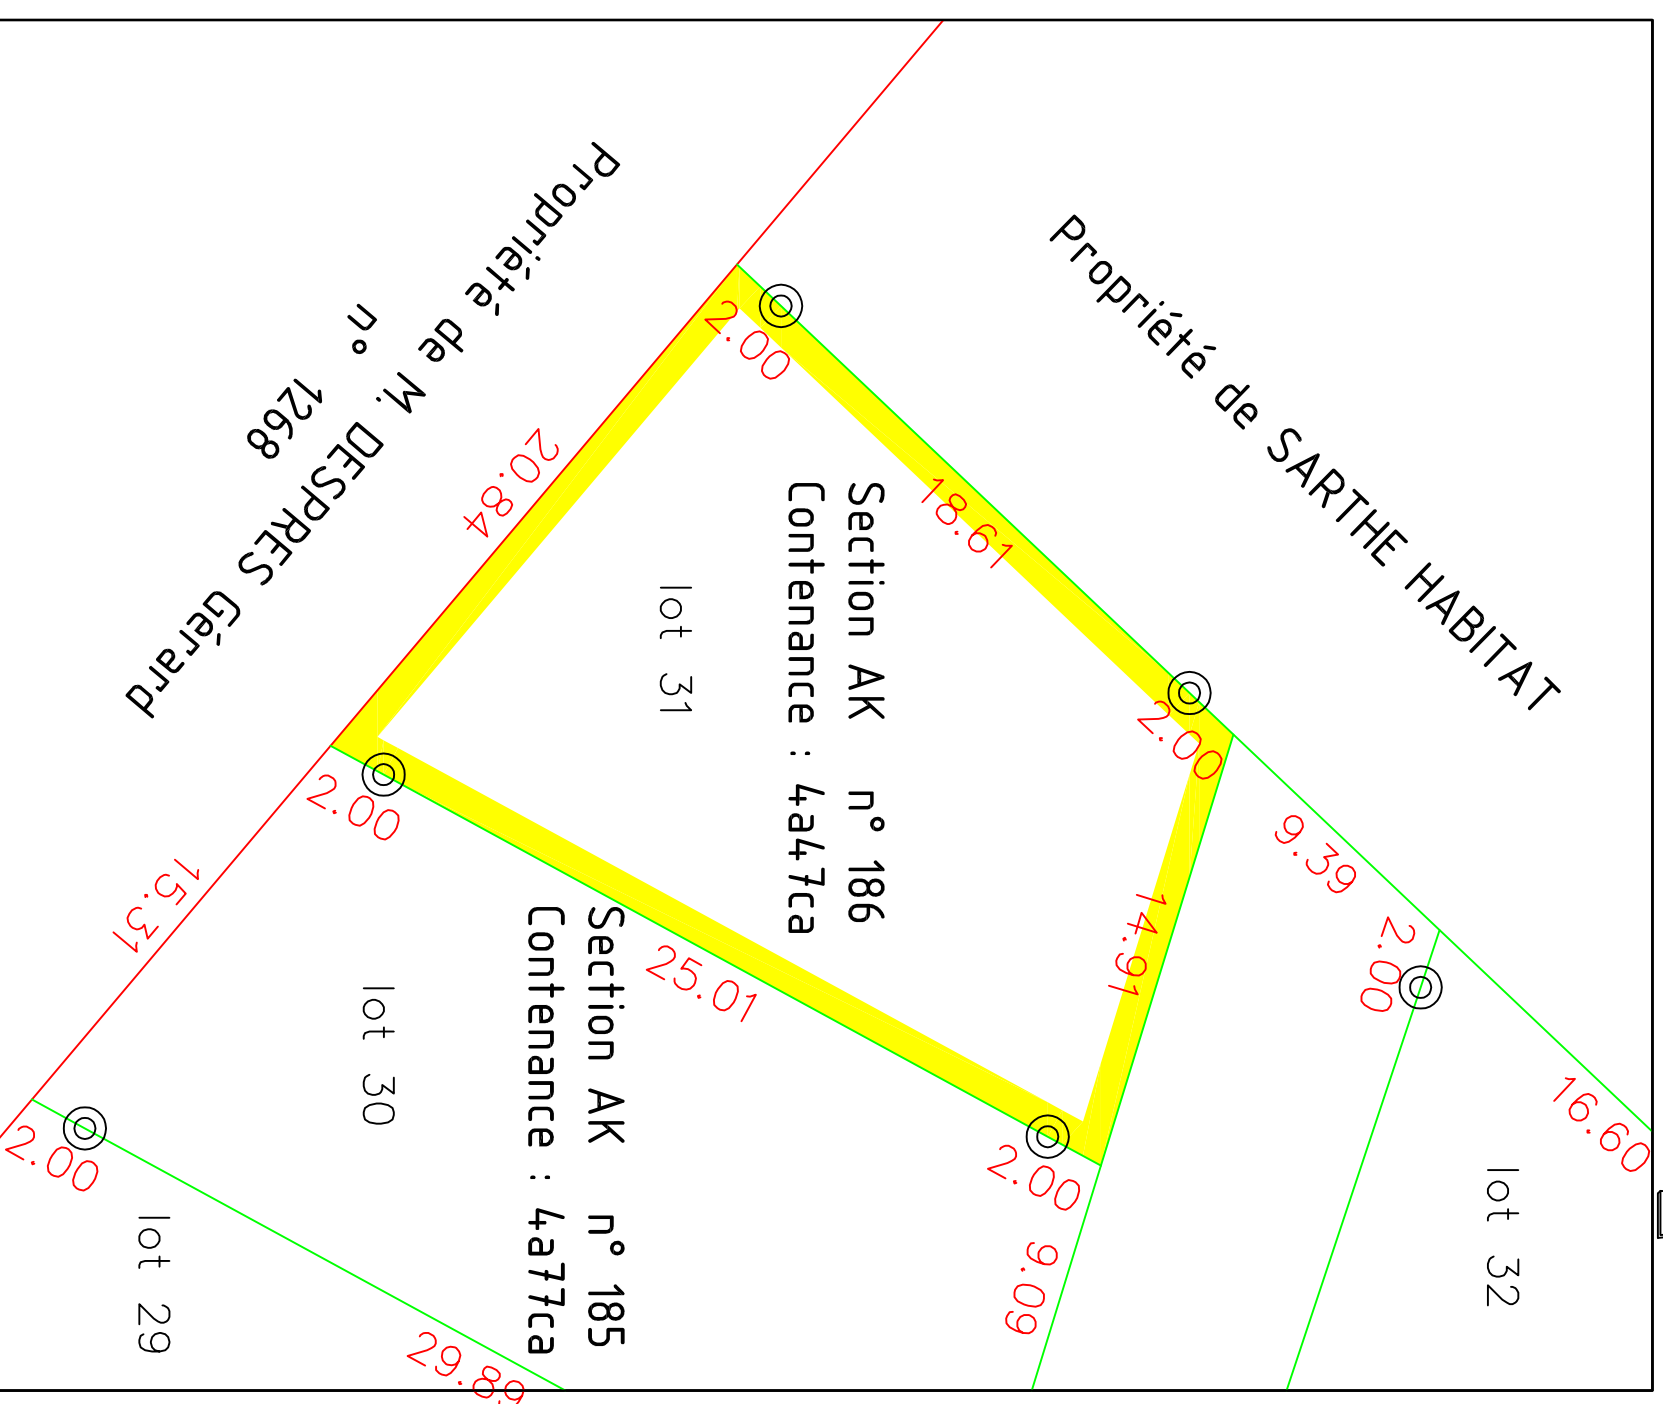 Propriété de SARTHE HABITAT
Propriété de M. DESPRES Gérard
n° 1268
2.00
18.61
2.00
20.84
Section AK n° 186
Contenance : 4a47ca
lot 31
14.91
9.39
2.00
16.60
lot 32
2.00
25.01
2.00
9.09
15.31
Section AK n° 185
Contenance : 4a77ca
lot 30
2.00
lot 29
29.89